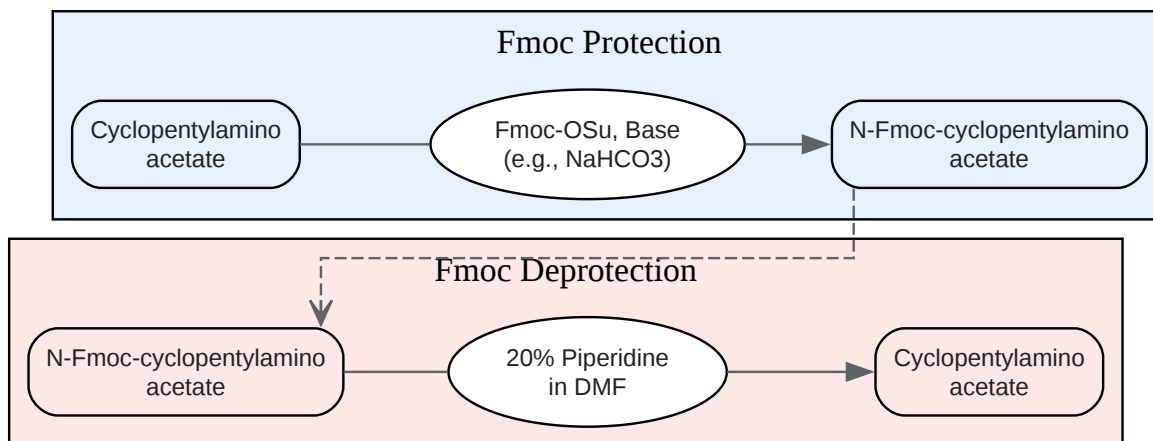 Fmoc Protection
Cyclopentylamino
acetate
Fmoc-OSu, Base
(e.g., NaHCO3)
N-Fmoc-cyclopentylamino
acetate
Fmoc Deprotection
N-Fmoc-cyclopentylamino
acetate
20% Piperidine
in DMF
Cyclopentylamino
acetate